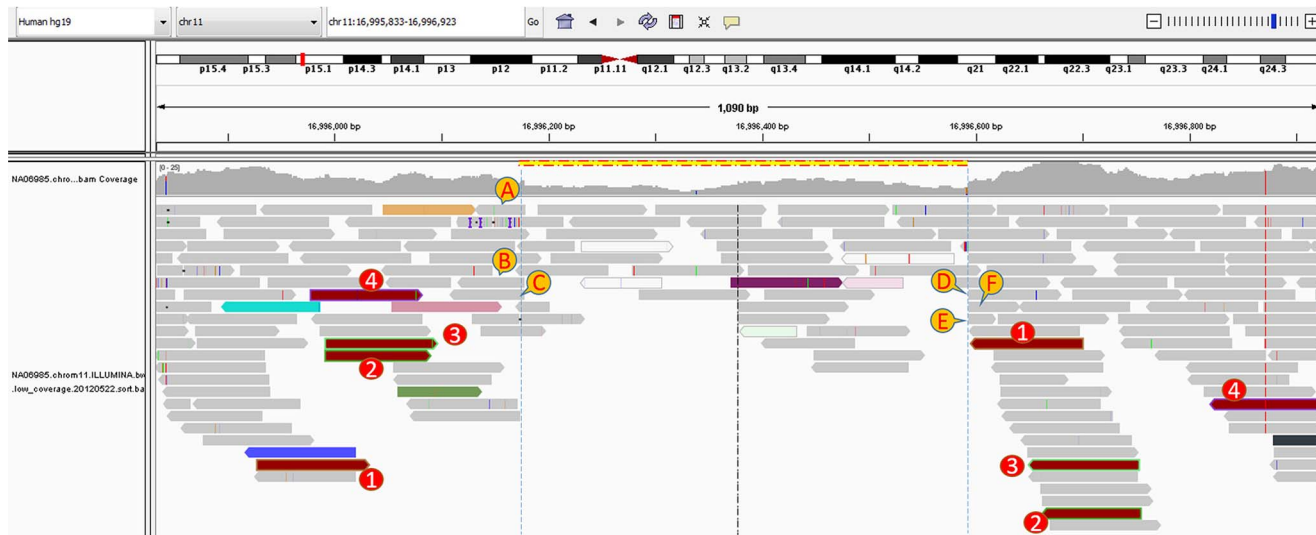 Human hg19 chr11 chr11:16,995,833-16,996,923 Go
p15.4 p15.3 p15.1 p14.3 p14.1 p13 p12 p11.2 p11.11 q12.1 q12.3 q13.2 q13.4 q14.1 q14.2 q21 q22.1 q22.3 q23.1 q23.3 q24.1 q24.3
1,090 bp
16,996,000 bp 16,996,200 bp 16,996,400 bp 16,996,600 bp 16,996,800 bp
[0 - 25]
NA06985.chro...bam Coverage
A
B
4 C D F
E
3 1
2
NA06985.chrom11.ILLUMINA.bw
.low_coverage.20120522.sort.ba
4
3
1
2